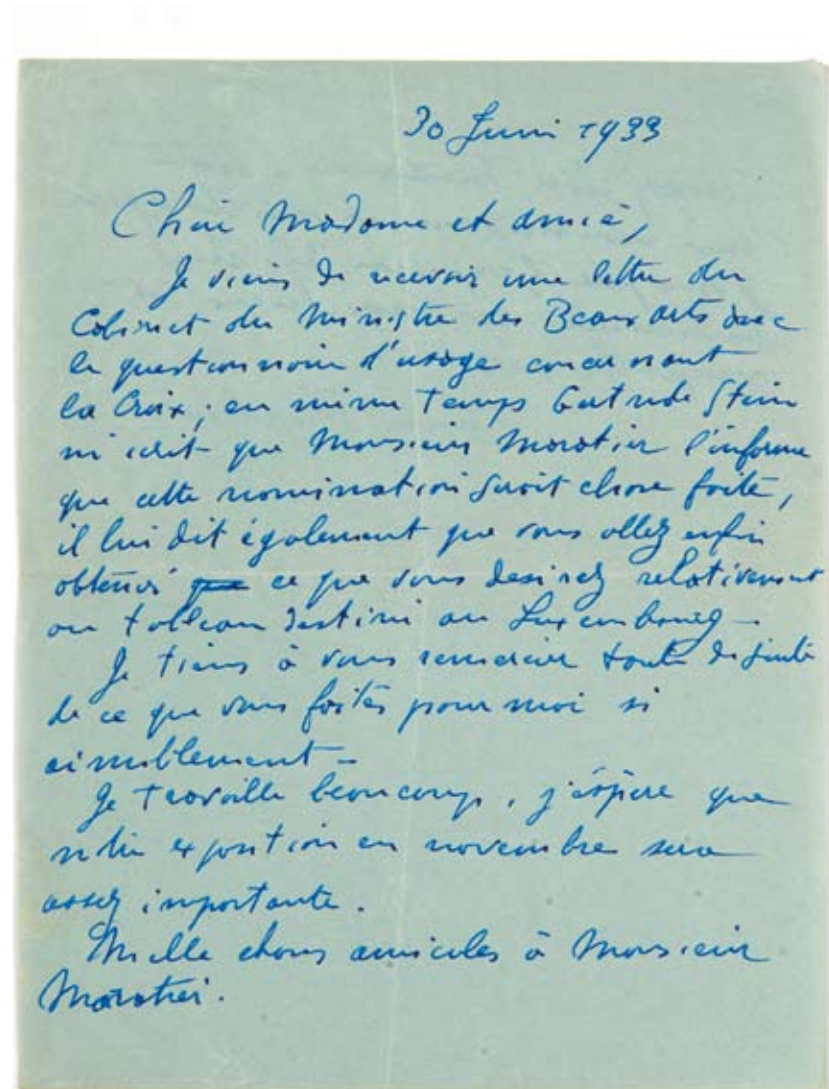 30 Juin 1933
Chère Madame et amie,
Je viens de recevoir une lettre du
Cabinet du Ministre des Beaux arts avec
le questionnaire d'usage concernant
la Croix; en même temps Gertrude Stein
m'écrit que Monsieur Maratier l'informe
que cette nomination serait chose faite,
il lui dit également que vous allez enfin
obtenir que ce que vous desirez relativement
au tableau destiné au Luxembourg _
Je tiens à vous remercier toute de suite
de ce que vous faites pour moi si
aimablement _
Je travaille beaucoup, j'éspère que
notre exposition en novembre sera
assez importante.
Mille choses amicales à Monsieur
Maratier.